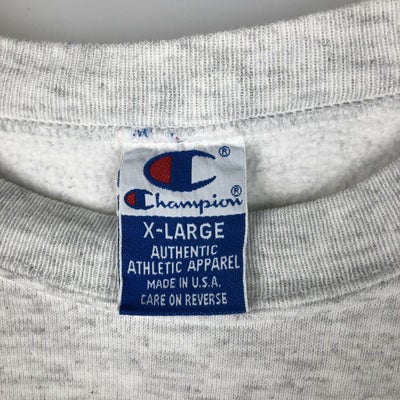 ®
Champion®
X-LARGE
AUTHENTIC
ATHLETIC APPAREL
MADE IN U.S.A.
CARE ON REVERSE